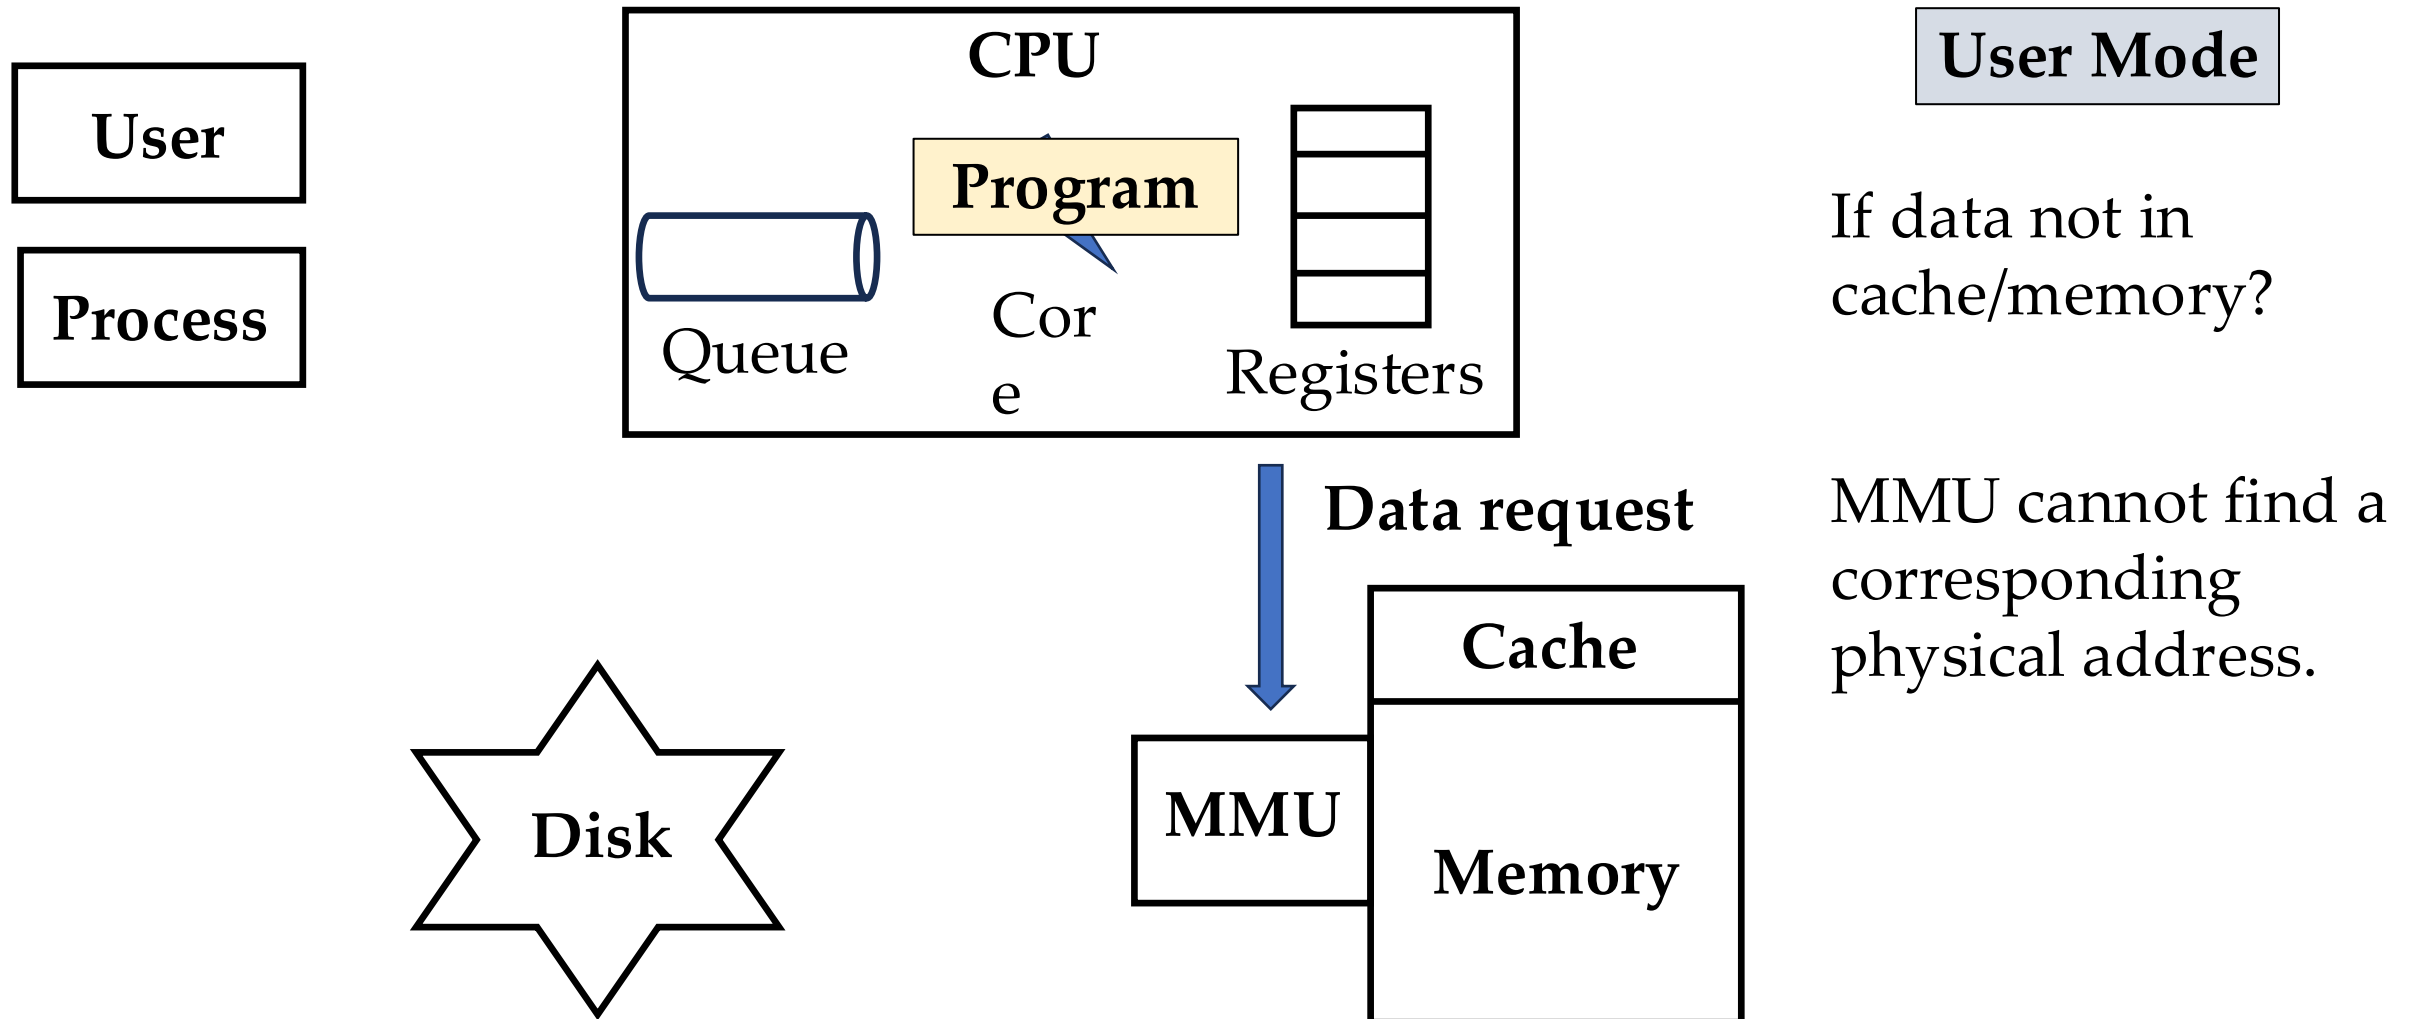 User
Process
CPU
Program
Queue
Cor
e
Registers
User Mode
If data not in
cache/memory?
Data request
MMU cannot find a
corresponding
physical address.
Cache
MMU
Memory
Disk